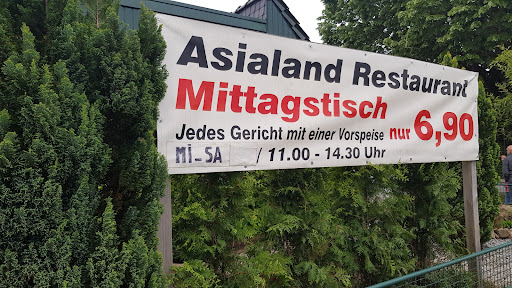 Asialand Restaurant
Mittagstisch
Jedes Gericht mit einer Vorspeise nur 6,90
Mi-SA / 11.00 - 14.30 Uhr